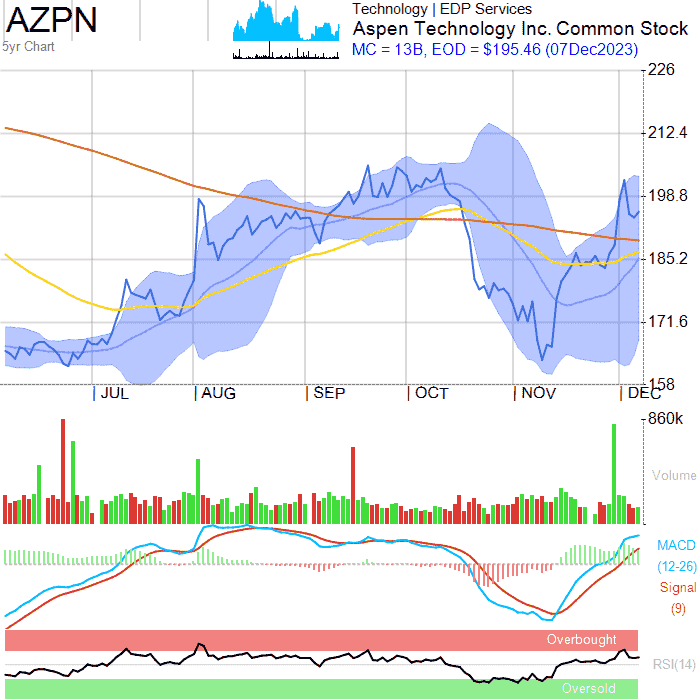 AZPN
5yr Chart
Technology | EDP Services
Aspen Technology Inc. Common Stock
MC = 13B, EOD = $195.46 (07Dec2023)
226
212.4
198.8
185.2
171.6
158
JUL AUG SEP OCT NOV DEC
860k
Volume
MACD
(12-26)
Signal
(9)
Overbought
RSI(14)
Oversold